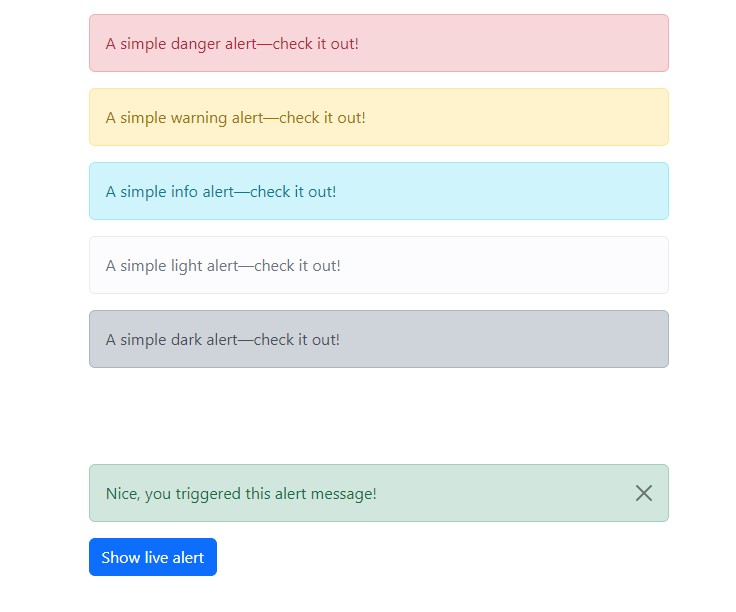 A simple danger alert—check it out!
A simple warning alert—check it out!
A simple info alert—check it out!
A simple light alert—check it out!
A simple dark alert—check it out!
Nice, you triggered this alert message!
Show live alert